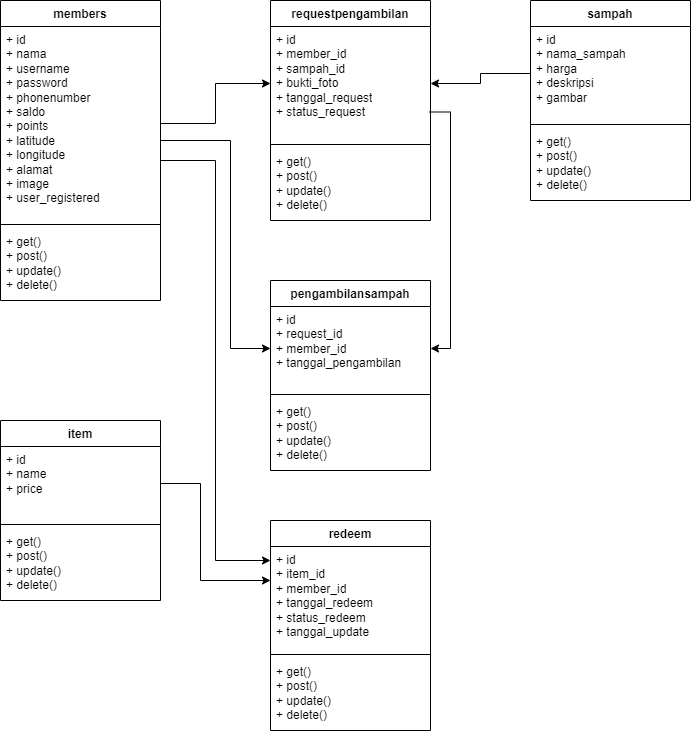 members
+ id
+ nama
+ username
+ password
+ phonenumber
+ saldo
+ points
+ latitude
+ longitude
+ alamat
+ image
+ user_registered
+ get()
+ post()
+ update()
+ delete()
requestpengambilan
+ id
+ member_id
+ sampah_id
+ bukti_foto
+ tanggal_request
+ status_request
+ get()
+ post()
+ update()
+ delete()
sampah
+ id
+ nama_sampah
+ harga
+ deskripsi
+ gambar
+ get()
+ post()
+ update()
+ delete()
pengambilansampah
+ id
+ request_id
+ member_id
+ tanggal_pengambilan
+ get()
+ post()
+ update()
+ delete()
item
+ id
+ name
+ price
+ get()
+ post()
+ update()
+ delete()
redeem
+ id
+ item_id
+ member_id
+ tanggal_redeem
+ status_redeem
+ tanggal_update
+ get()
+ post()
+ update()
+ delete()